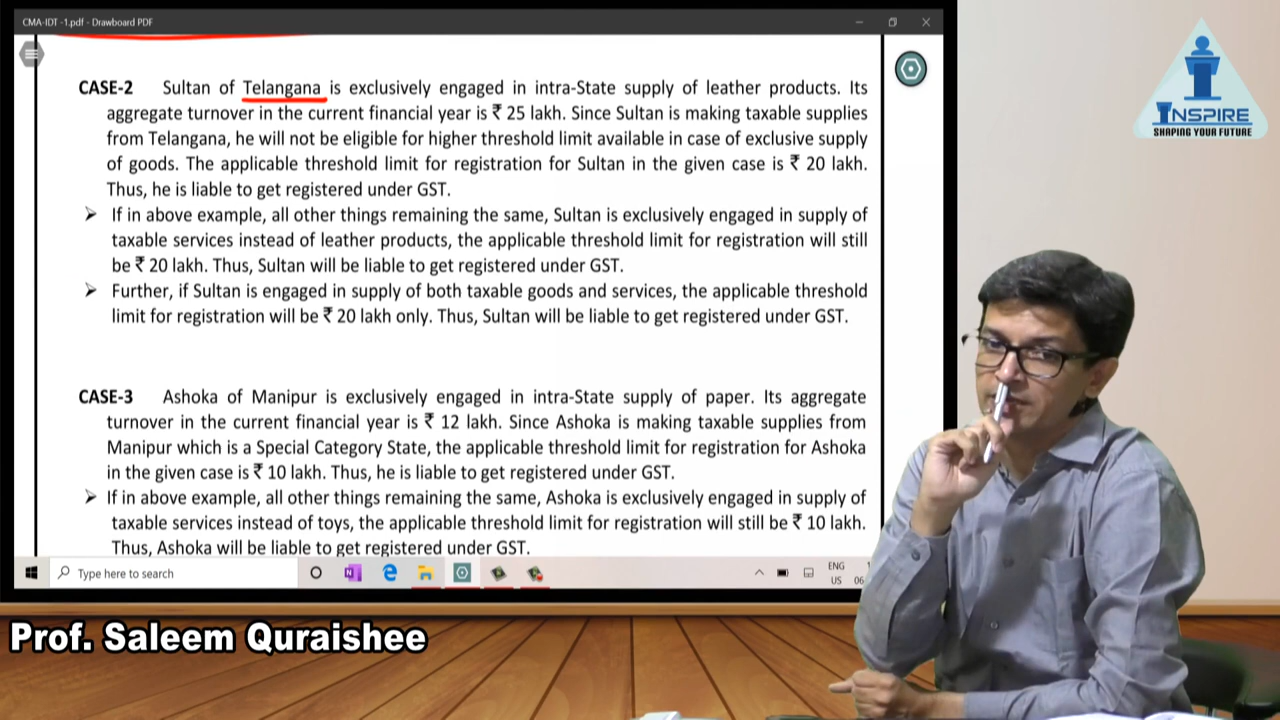 CMA-IDT -1.pdf - Drawboard PDF
CASE-2 Sultan of Telangana is exclusively engaged in intra-State supply of leather products. Its
aggregate turnover in the current financial year is ₹ 25 lakh. Since Sultan is making taxable supplies
from Telangana, he will not be eligible for higher threshold limit available in case of exclusive supply
of goods. The applicable threshold limit for registration for Sultan in the given case is ₹ 20 lakh.
Thus, he is liable to get registered under GST.
➢ If in above example, all other things remaining the same, Sultan is exclusively engaged in supply of
taxable services instead of leather products, the applicable threshold limit for registration will still
be ₹ 20 lakh. Thus, Sultan will be liable to get registered under GST.
➢ Further, if Sultan is engaged in supply of both taxable goods and services, the applicable threshold
limit for registration will be ₹ 20 lakh only. Thus, Sultan will be liable to get registered under GST.
CASE-3 Ashoka of Manipur is exclusively engaged in intra-State supply of paper. Its aggregate
turnover in the current financial year is ₹ 12 lakh. Since Ashoka is making taxable supplies from
Manipur which is a Special Category State, the applicable threshold limit for registration for Ashoka
in the given case is ₹ 10 lakh. Thus, he is liable to get registered under GST.
➢ If in above example, all other things remaining the same, Ashoka is exclusively engaged in supply of
taxable services instead of toys, the applicable threshold limit for registration will still be ₹ 10 lakh.
Thus, Ashoka will be liable to get registered under GST.
Type here to search
ENG
US 06
INSPIRE
SHAPING YOUR FUTURE
Prof. Saleem Quraishee